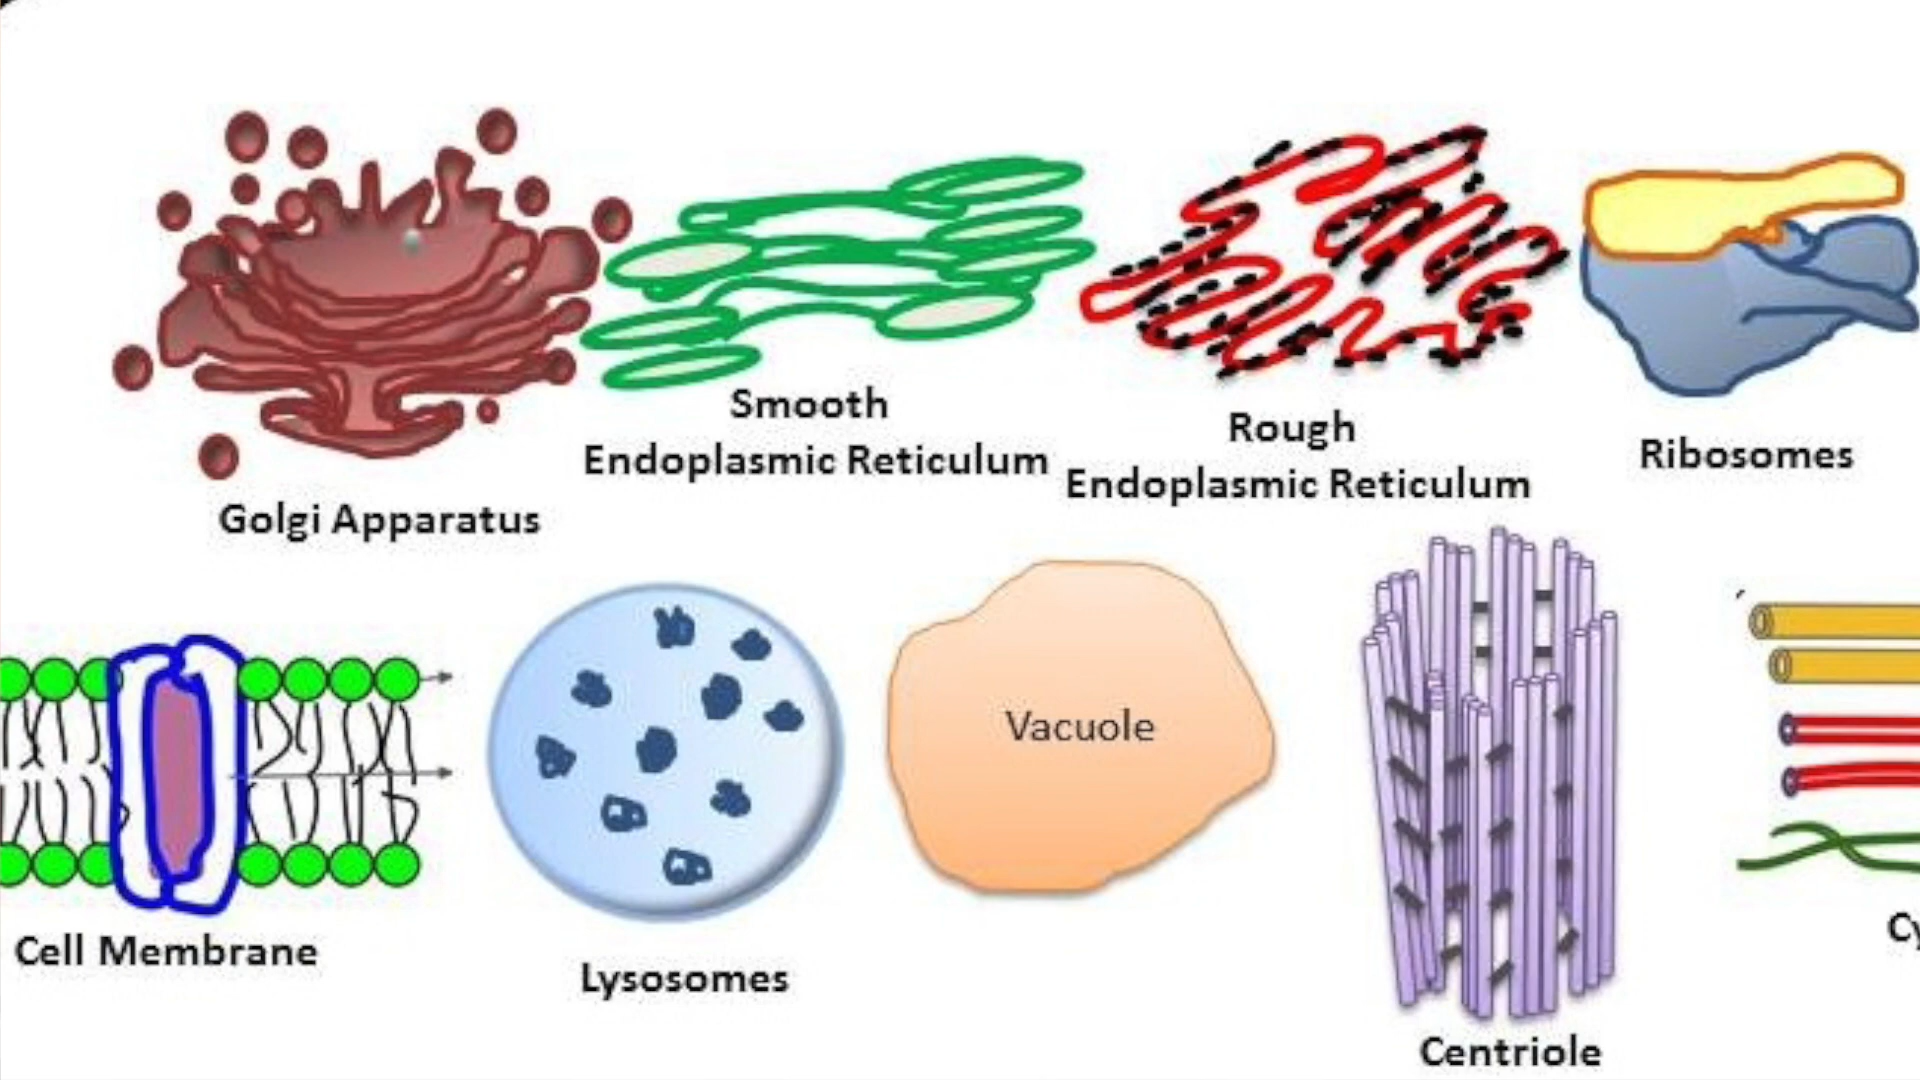 Smooth
Endoplasmic Reticulum
Rough
Endoplasmic Reticulum
Ribosomes
Golgi Apparatus
Vacuole
Cell Membrane
Lysosomes
Centriole